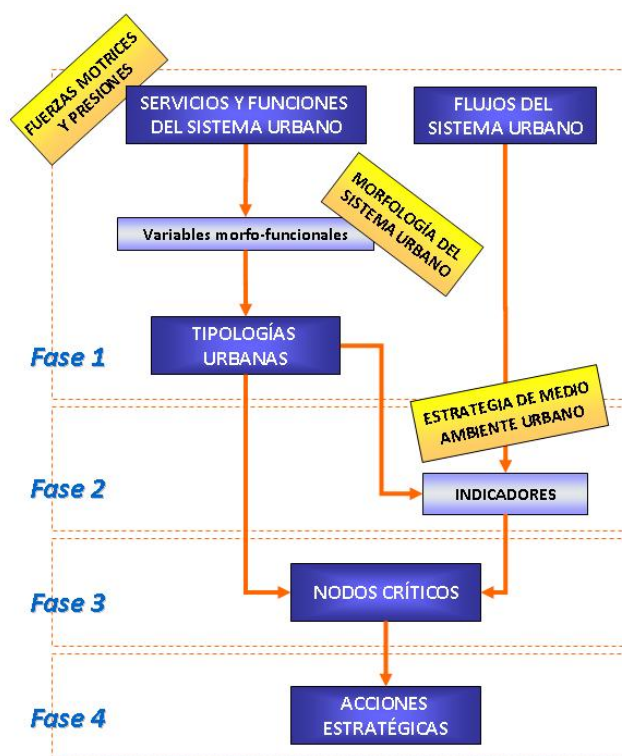 FUERZAS MOTRICES
Y PRESIONES
SERVICIOS Y FUNCIONES
DEL SISTEMA URBANO
FLUJOS DEL
SISTEMA URBANO
MORFOLOGÍA DEL
SISTEMA URBANO
Variables morfo-funcionales
TIPOLOGÍAS
URBANAS
Fase 1
ESTRATEGIA DE MEDIO
AMBIENTE URBANO
Fase 2
INDICADORES
Fase 3
NODOS CRÍTICOS
Fase 4
ACCIONES
ESTRATÉGICAS